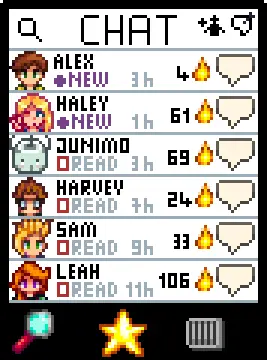 CHAT
ALEX
NEW 3h 4
HALEY
NEW 1h 61
JUNIMO
READ 3h 69
HARVEY
READ 7h 24
SAM
READ 9h 33
LEAH
READ 11h 106